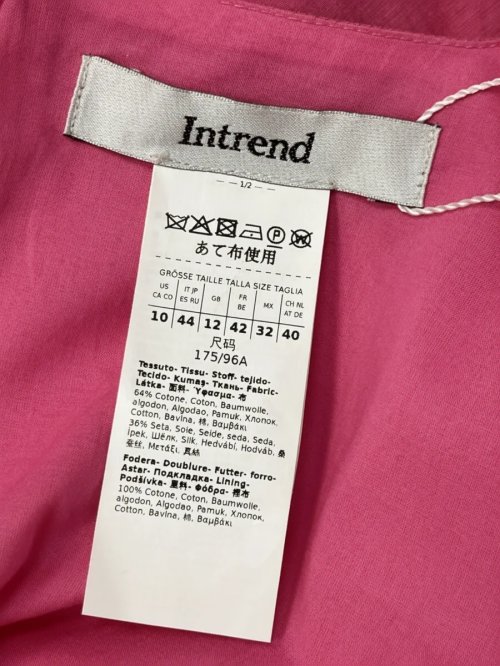 Intrend
1/2
あて布使用
GRÖSSE TAILLE TALLA SIZE TAGLIA
US CA CO IT JP ES RU GB FR BE MX CH NL AT DE
10 44 12 42 32 40
尺码
175/96A
Tessuto- Tissu- Stoff- tejido-
Tecido- Kumaş- Ткань- Fabric-
Látka- 面料- Ύφασμα- 布
64% Cotone, Coton, Baumwolle,
algodon, Algodao, Pamuk, Хлопок,
Cotton, Bavlna, 棉, Βαμβάκι
36% Seta, Soie, Seide, seda, Seda,
İpek, Шёлк, Silk, Hedvábí, Hodváb, 桑
蚕丝, Μετάξι, 真絲
Fodera- Doublure- Futter- forro-
Astar- Подкладка- Lining-
Podšívka- 里料- Φόδρα- 裡布
100% Cotone, Coton, Baumwolle,
algodon, Algodao, Pamuk, Хлопок,
Cotton, Bavlna, 棉, Βαμβάκι